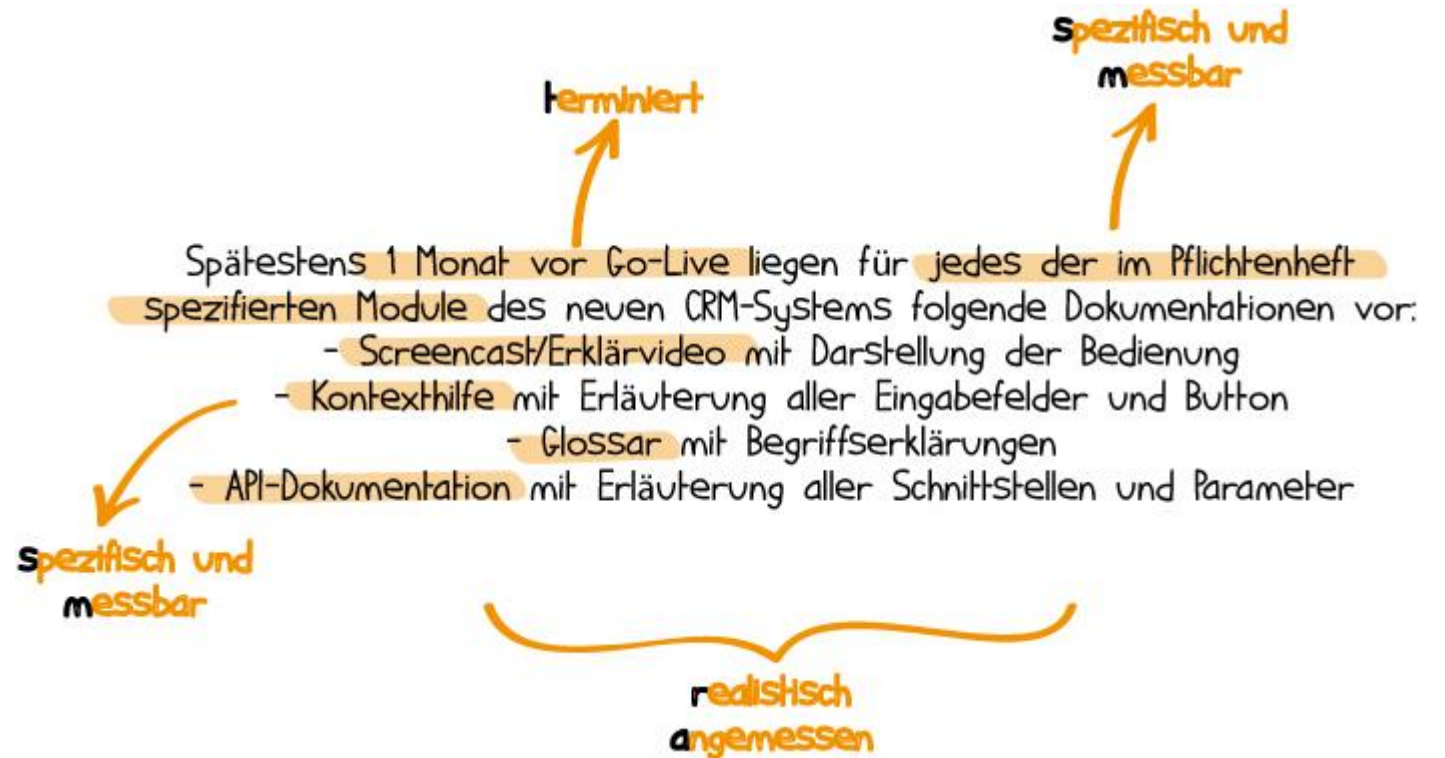 spezifisch und
messbar
terminiert
Spätestens 1 Monat vor Go-Live liegen für jedes der im Pflichtenheft
spezifierten Module des neuen CRM-Systems folgende Dokumentationen vor:
- Screencast/Erklärvideo mit Darstellung der Bedienung
- Kontexthilfe mit Erläuterung aller Eingabefelder und Button
- Glossar mit Begriffserklärungen
- API-Dokumentation mit Erläuterung aller Schnittstellen und Parameter
spezifisch und
messbar
realistisch
angemessen